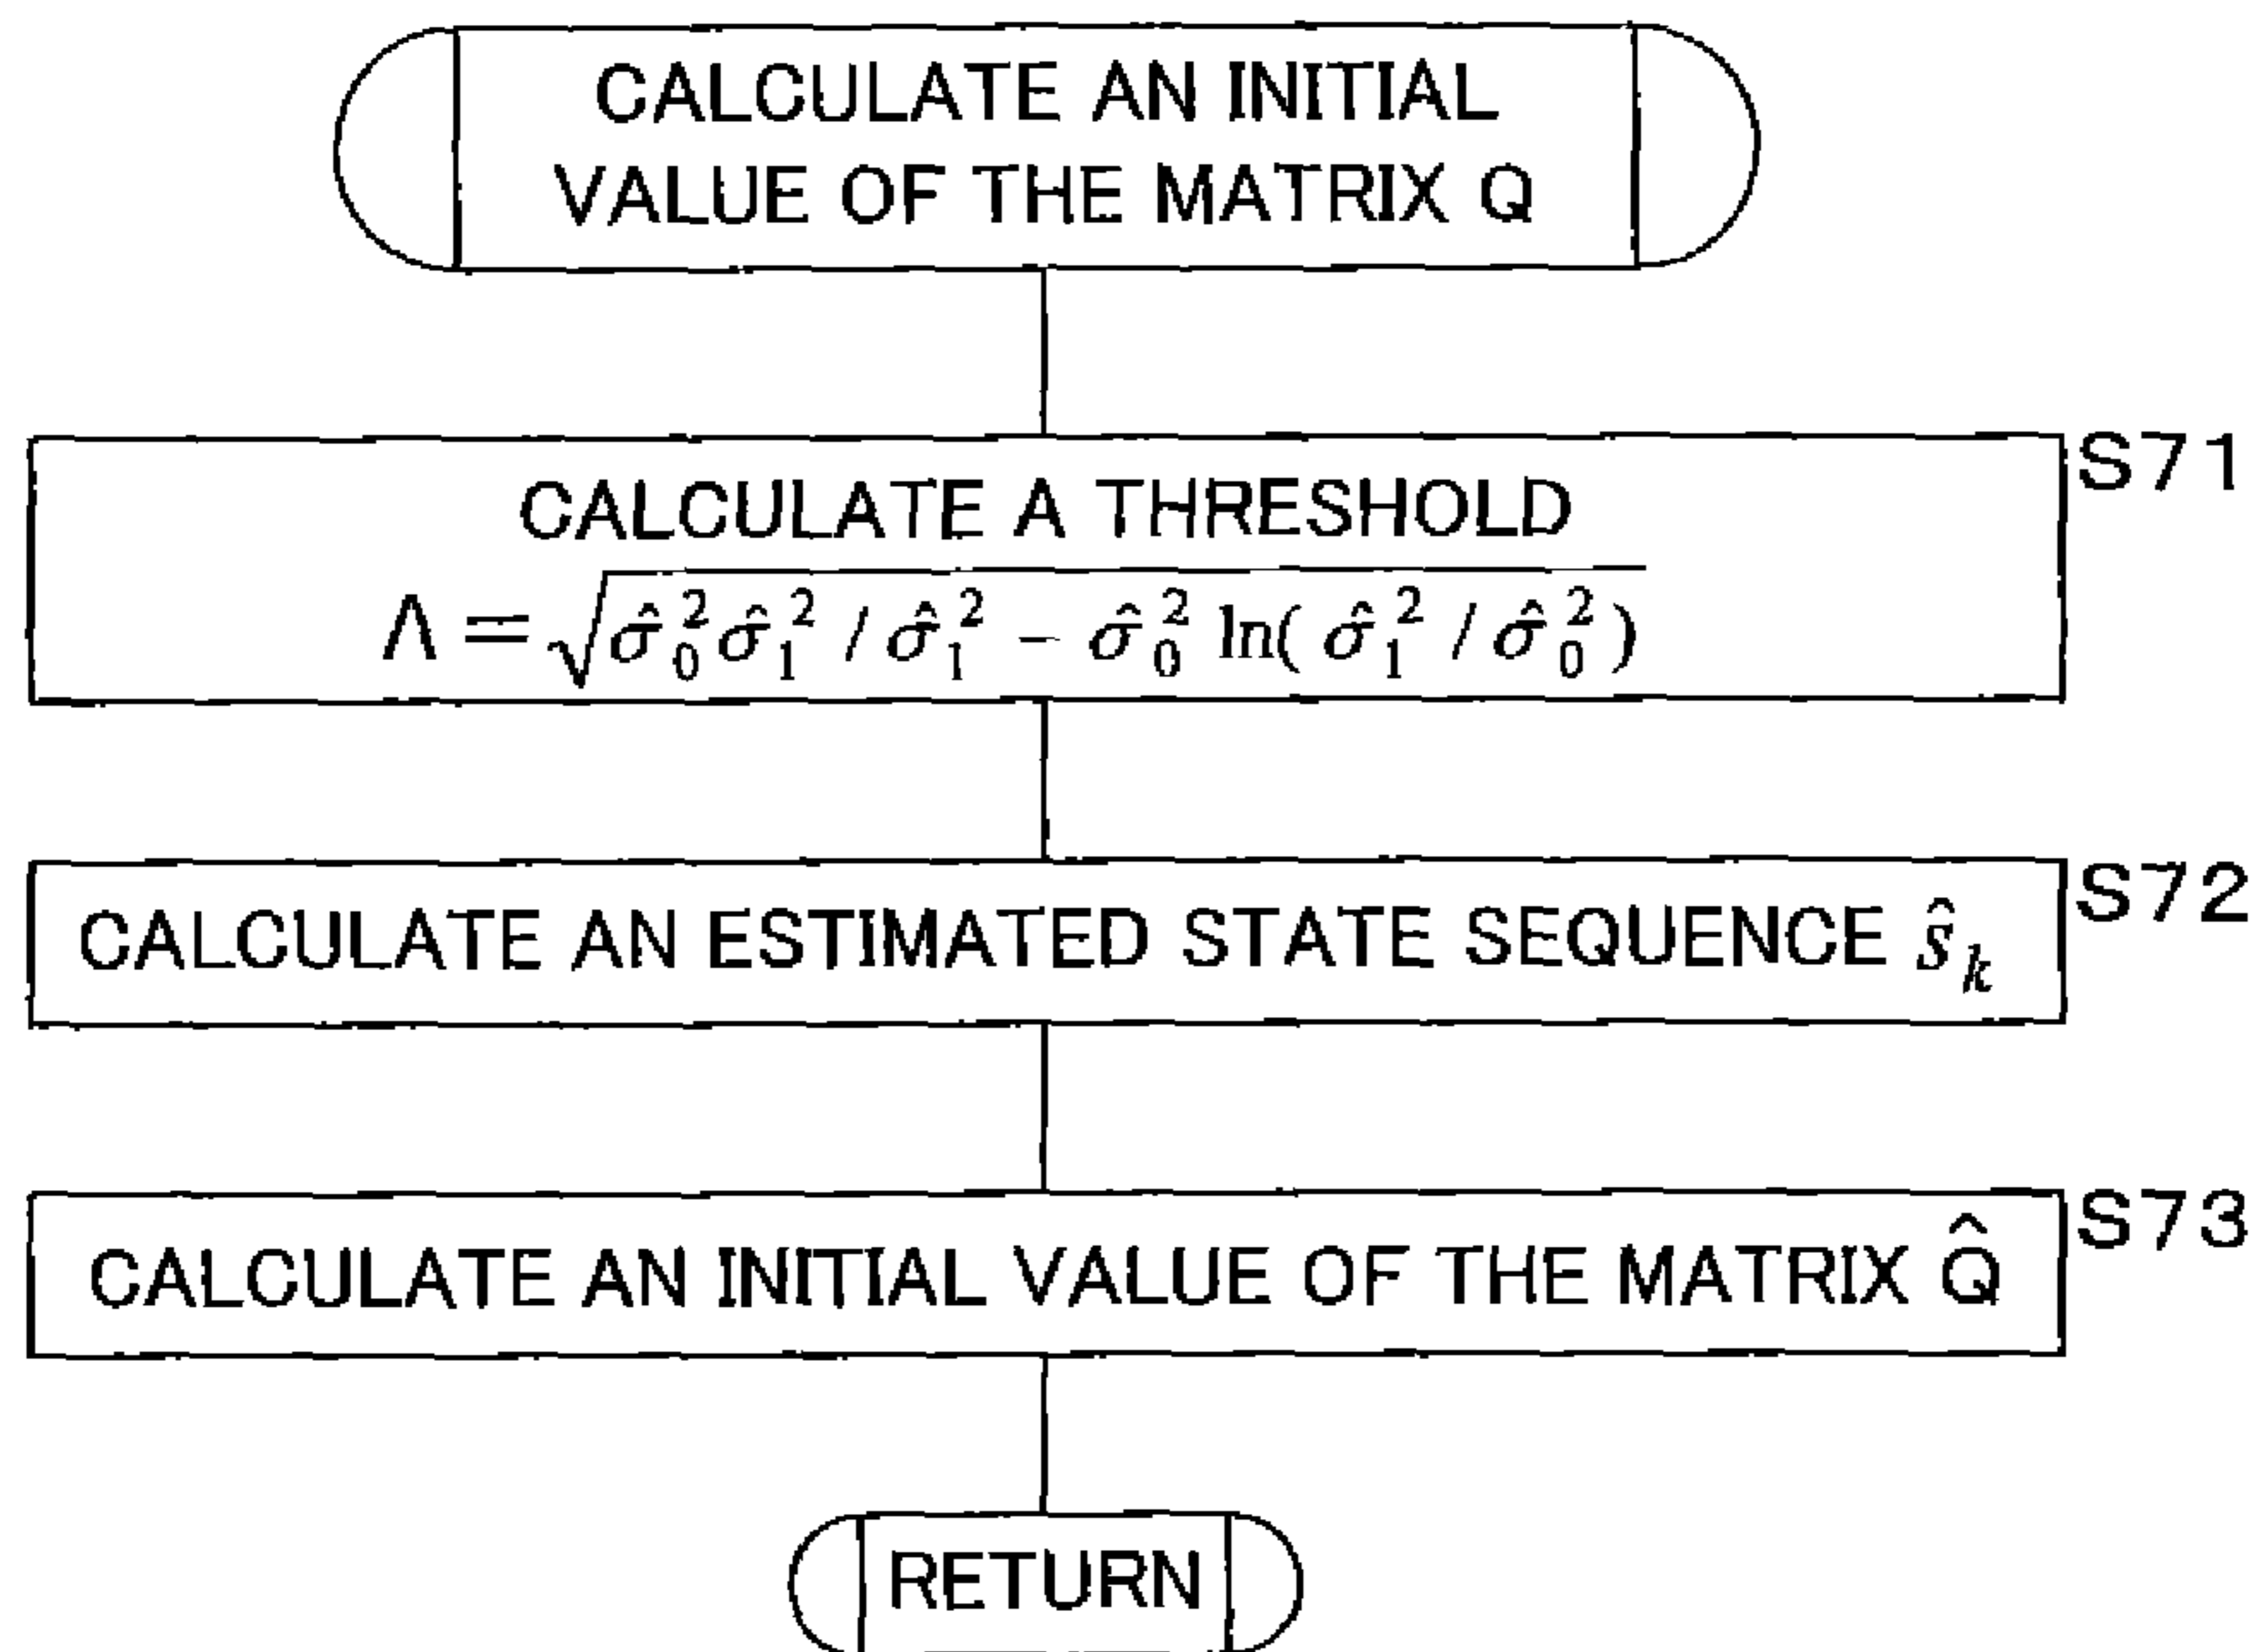 CALCULATE AN INITIAL
VALUE OF THE MATRIX Q
S71
CALCULATE A THRESHOLD
Λ = √(σ̂₀² σ̂₁² / σ̂₁² − σ̂₀² ln( σ̂₁² / σ̂₀² ))
S72
CALCULATE AN ESTIMATED STATE SEQUENCE ŝₖ
S73
CALCULATE AN INITIAL VALUE OF THE MATRIX Q̂
RETURN